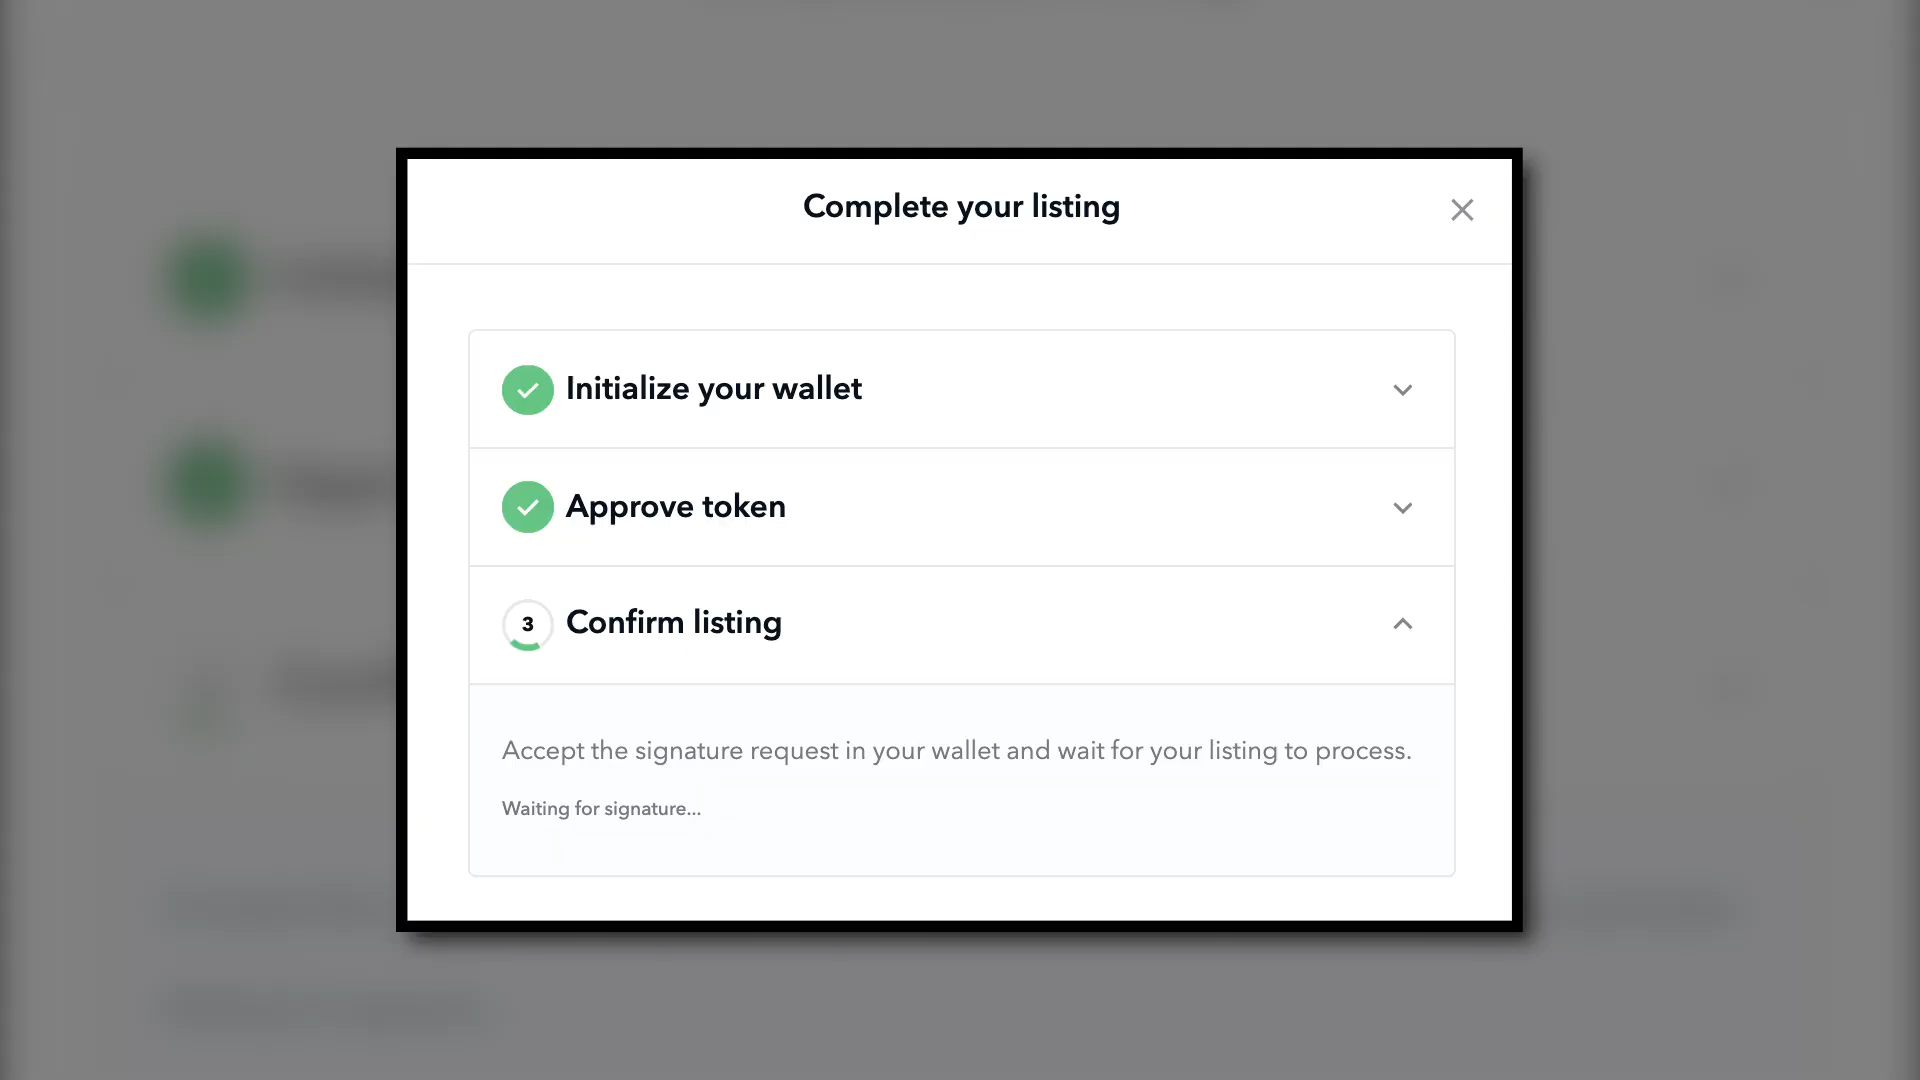 Complete your listing
Initialize your wallet
Approve token
3 Confirm listing
Accept the signature request in your wallet and wait for your listing to process.
Waiting for signature...